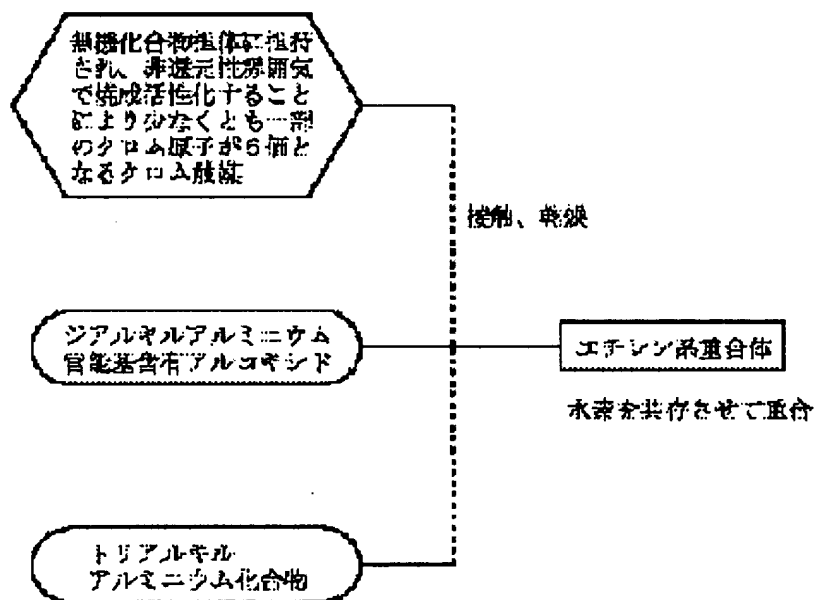 無機化合物担体に担持
され、非還元性雰囲気
で焼成活性化すること
により少なくとも一部
のクロム原子が6価と
なるクロム触媒
接触、乾燥
ジアルキルアルミニウム
官能基含有アルコキシド
エチレン系重合体
水素を共存させて重合
トリアルキル
アルミニウム化合物